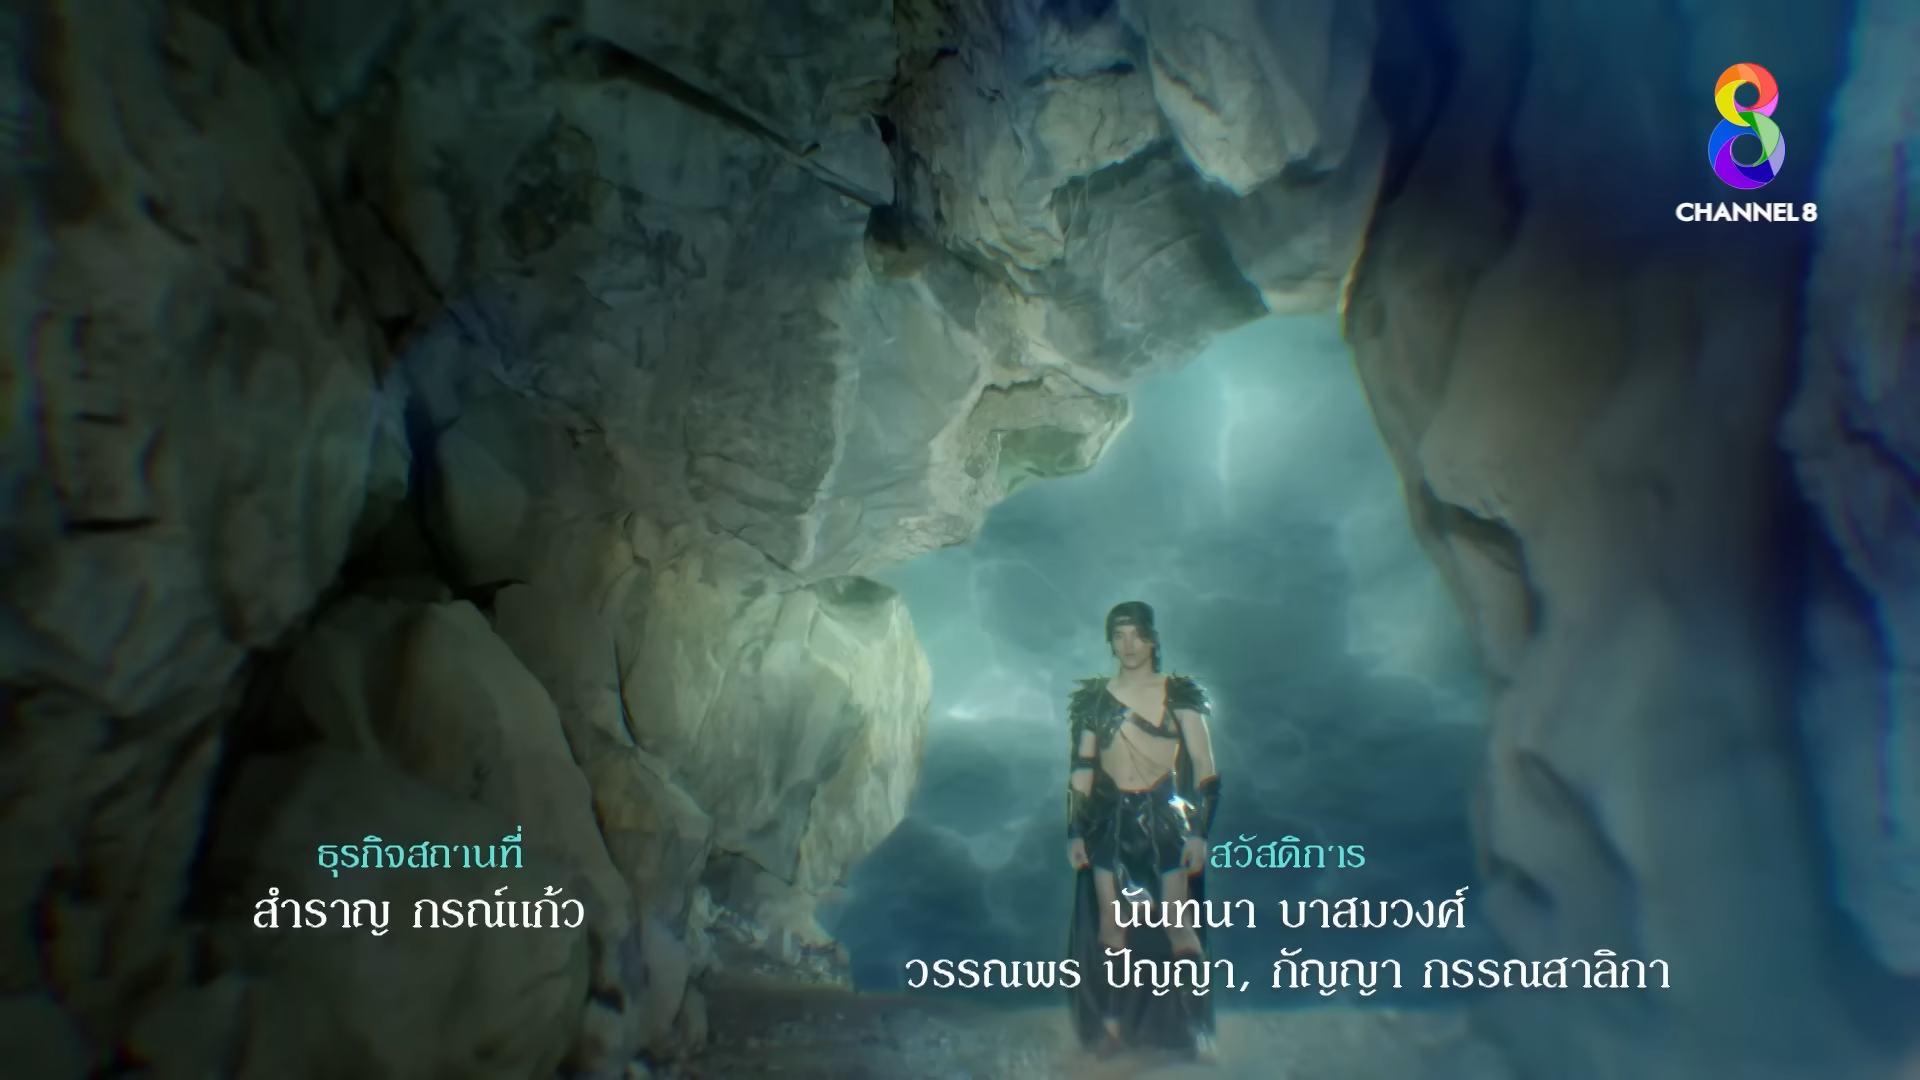 CHANNEL 8
ธุรกิจสถานที่
สำราญ กรณ์แก้ว
สวัสดิการ
นันทนา บาสมวงศ์
วรรณพร ปัญญา, กัญญา กรรณสาลิกา